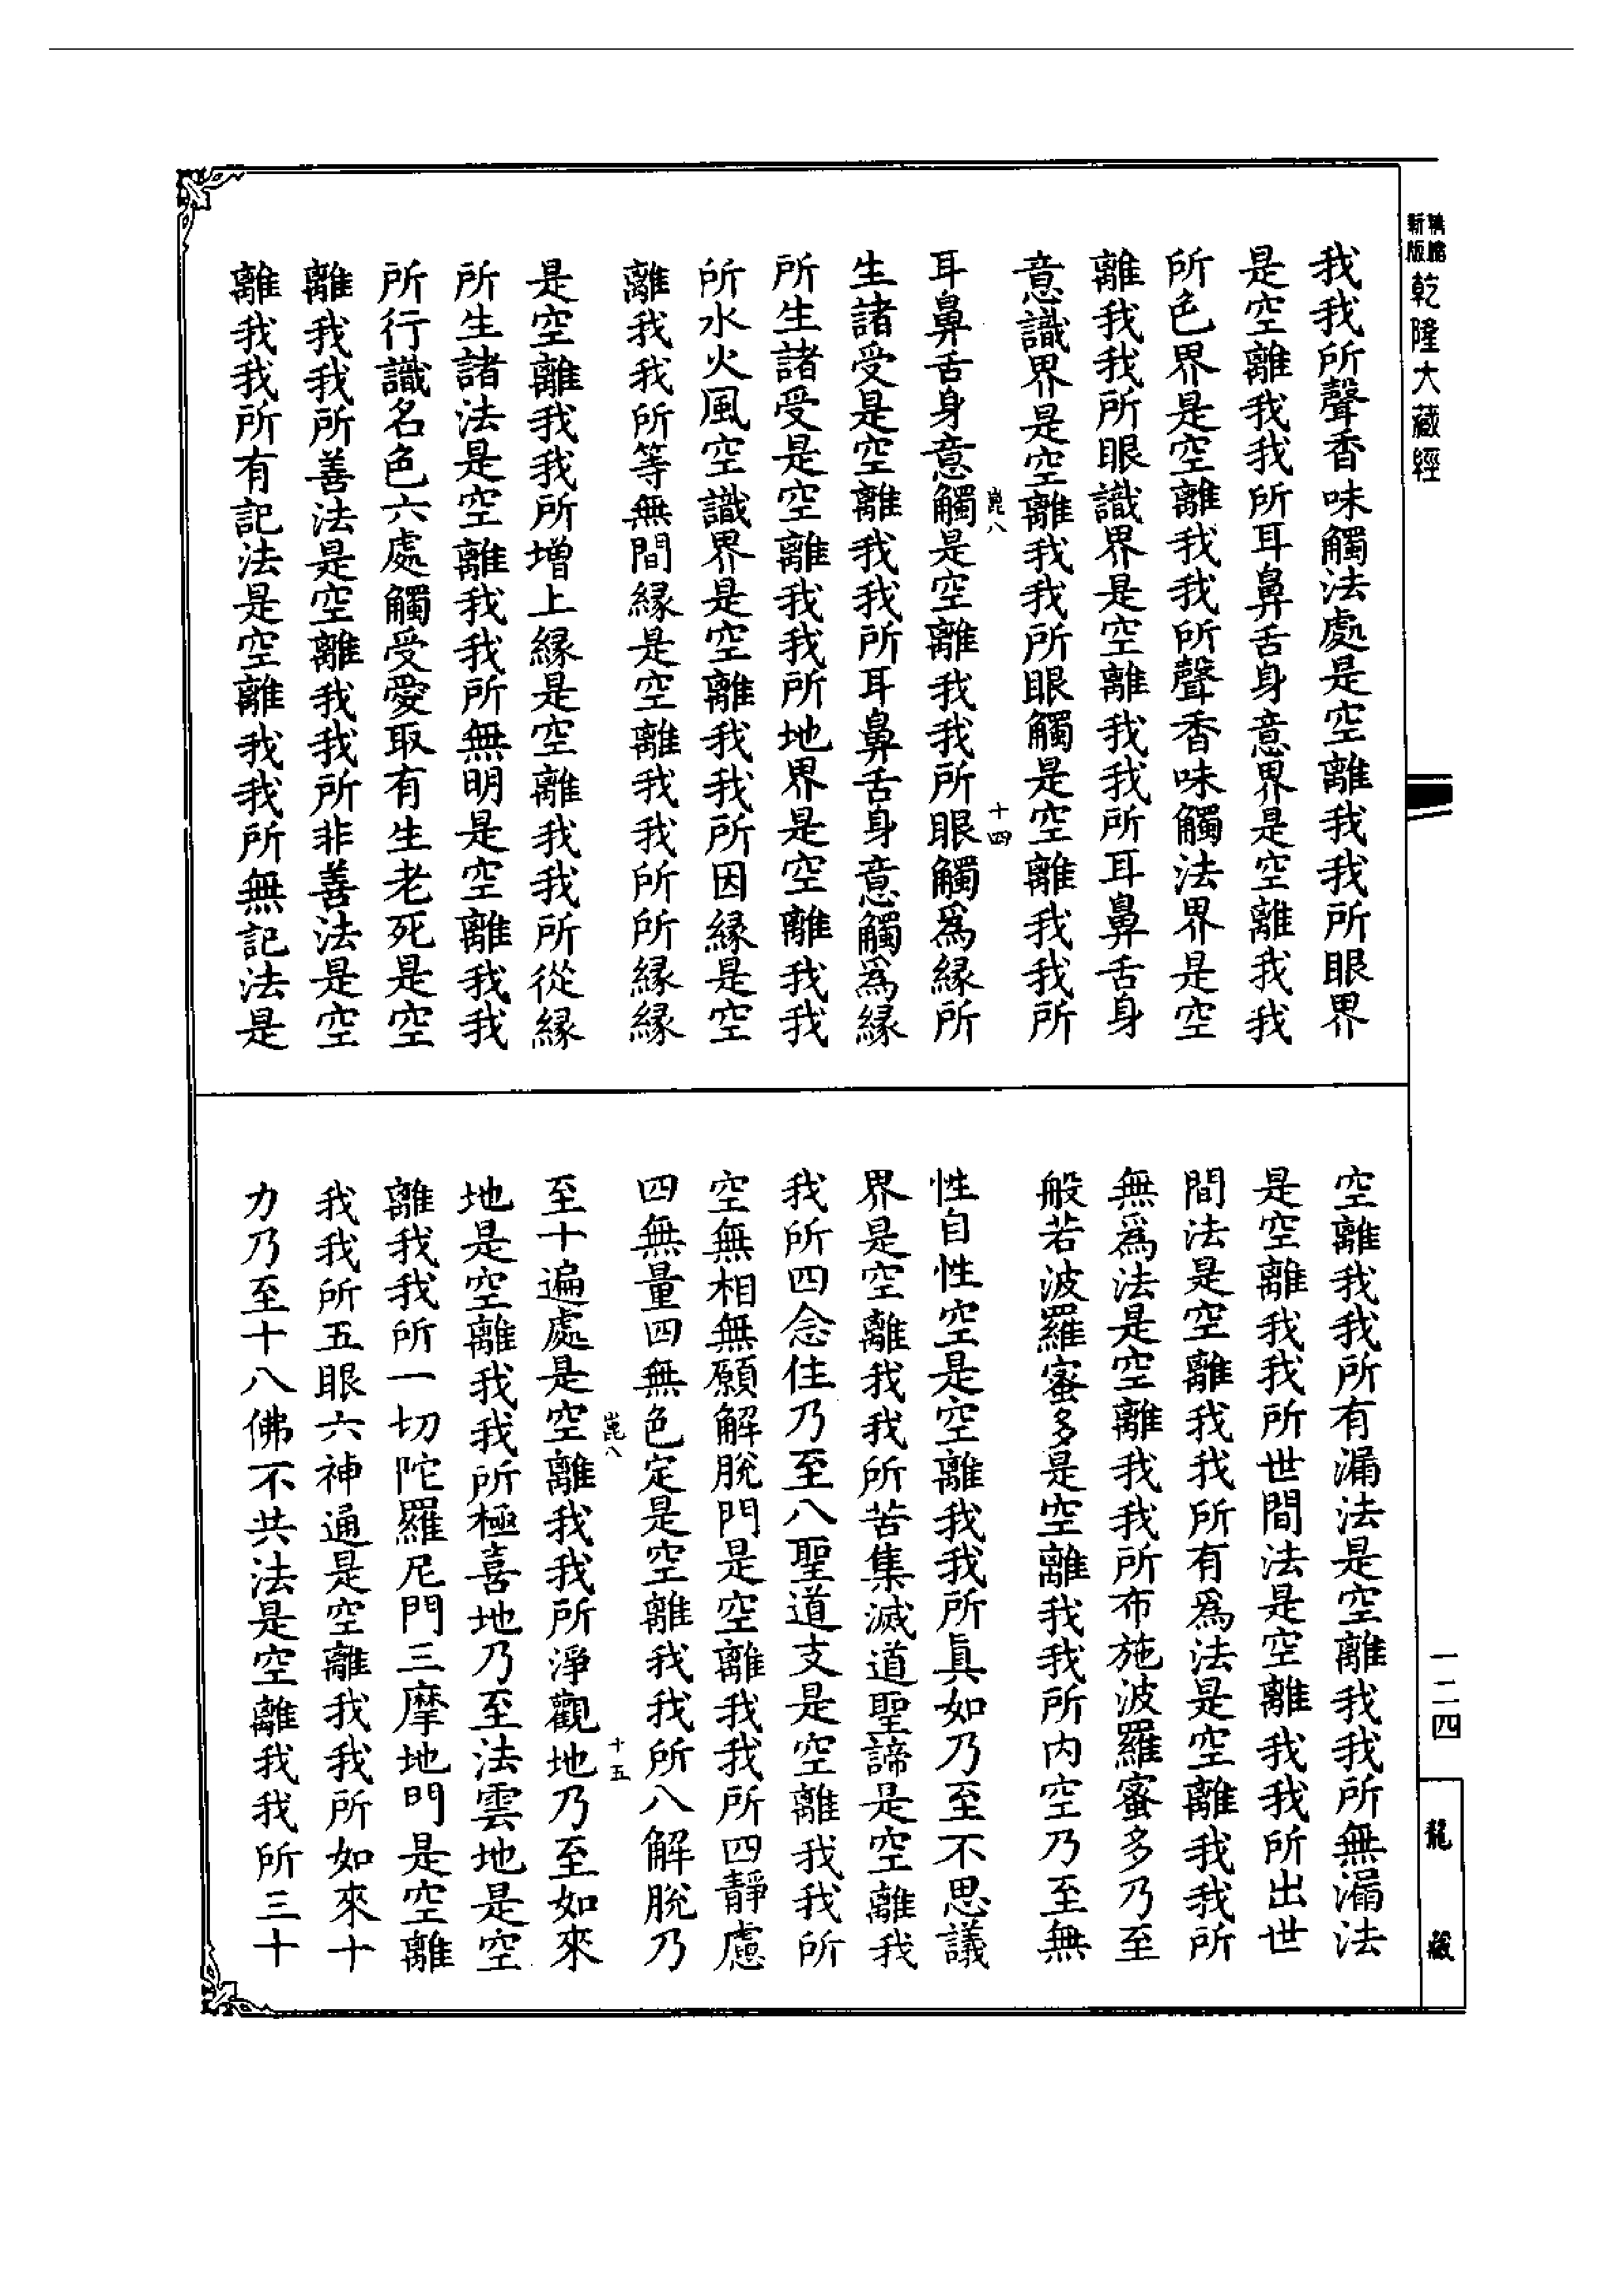 新版
乾隆大藏經
我我所聲香味觸法處是空離我我所眼界
是空離我我所耳鼻舌身意界是空離我我
所色界是空離我我所聲香味觸法界是空
離我我所眼識界是空離我我所耳鼻舌身
意識界是空離我我所眼觸是空離我我所
崑八
十四
耳鼻舌身意觸是空離我我所眼觸爲緣所
生諸受是空離我我所耳鼻舌身意觸爲緣
所生諸受是空離我我所地界是空離我我
所水火風空識界是空離我我所因緣是空
離我我所等無間緣是空離我我所所緣緣
是空離我我所增上緣是空離我我所從緣
所生諸法是空離我我所無明是空離我我
所行識名色六處觸受愛取有生老死是空
離我我所善法是空離我我所非善法是空
離我我所有記法是空離我我所無記法是
空離我我所有漏法是空離我我所無漏法
是空離我我所世間法是空離我我所出世
間法是空離我我所有爲法是空離我我所
無爲法是空離我我所布施波羅蜜多乃至
般若波羅蜜多是空離我我所內空乃至無
性自性空是空離我我所真如乃至不思議
界是空離我我所苦集滅道聖諦是空離我
我所四念住乃至八聖道支是空離我我所
空無相無願解脫門是空離我我所四靜慮
四無量四無色定是空離我我所八解脫乃
崑八
十五
至十遍處是空離我我所淨觀地乃至如來
地是空離我我所極喜地乃至法雲地是空
離我我所一切陀羅尼門三摩地門是空離
我我所五眼六神通是空離我我所如來十
力乃至十八佛不共法是空離我我所三十
一二四
龍藏